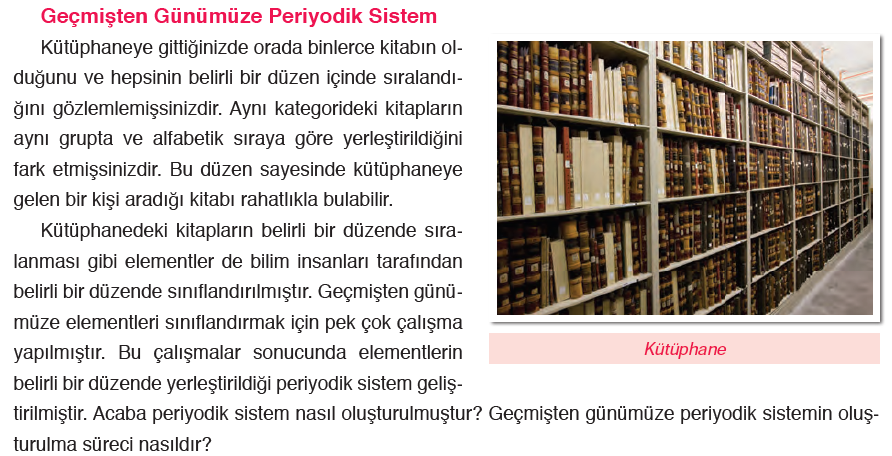 Geçmişten Günümüze Periyodik Sistem
Kütüphaneye gittiğinizde orada binlerce kitabın ol-
duğunu ve hepsinin belirli bir düzen içinde sıralandı-
ğını gözlemlemişsinizdir. Aynı kategorideki kitapların
aynı grupta ve alfabetik sıraya göre yerleştirildiğini
fark etmişsinizdir. Bu düzen sayesinde kütüphaneye
gelen bir kişi aradığı kitabı rahatlıkla bulabilir.
Kütüphanedeki kitapların belirli bir düzende sıra-
lanması gibi elementler de bilim insanları tarafından
belirli bir düzende sınıflandırılmıştır. Geçmişten günü-
müze elementleri sınıflandırmak için pek çok çalışma
yapılmıştır. Bu çalışmalar sonucunda elementlerin
belirli bir düzende yerleştirildiği periyodik sistem geliş-
tirilmiştir. Acaba periyodik sistem nasıl oluşturulmuştur? Geçmişten günümüze periyodik sistemin oluş-
turulma süreci nasıldır?
Kütüphane